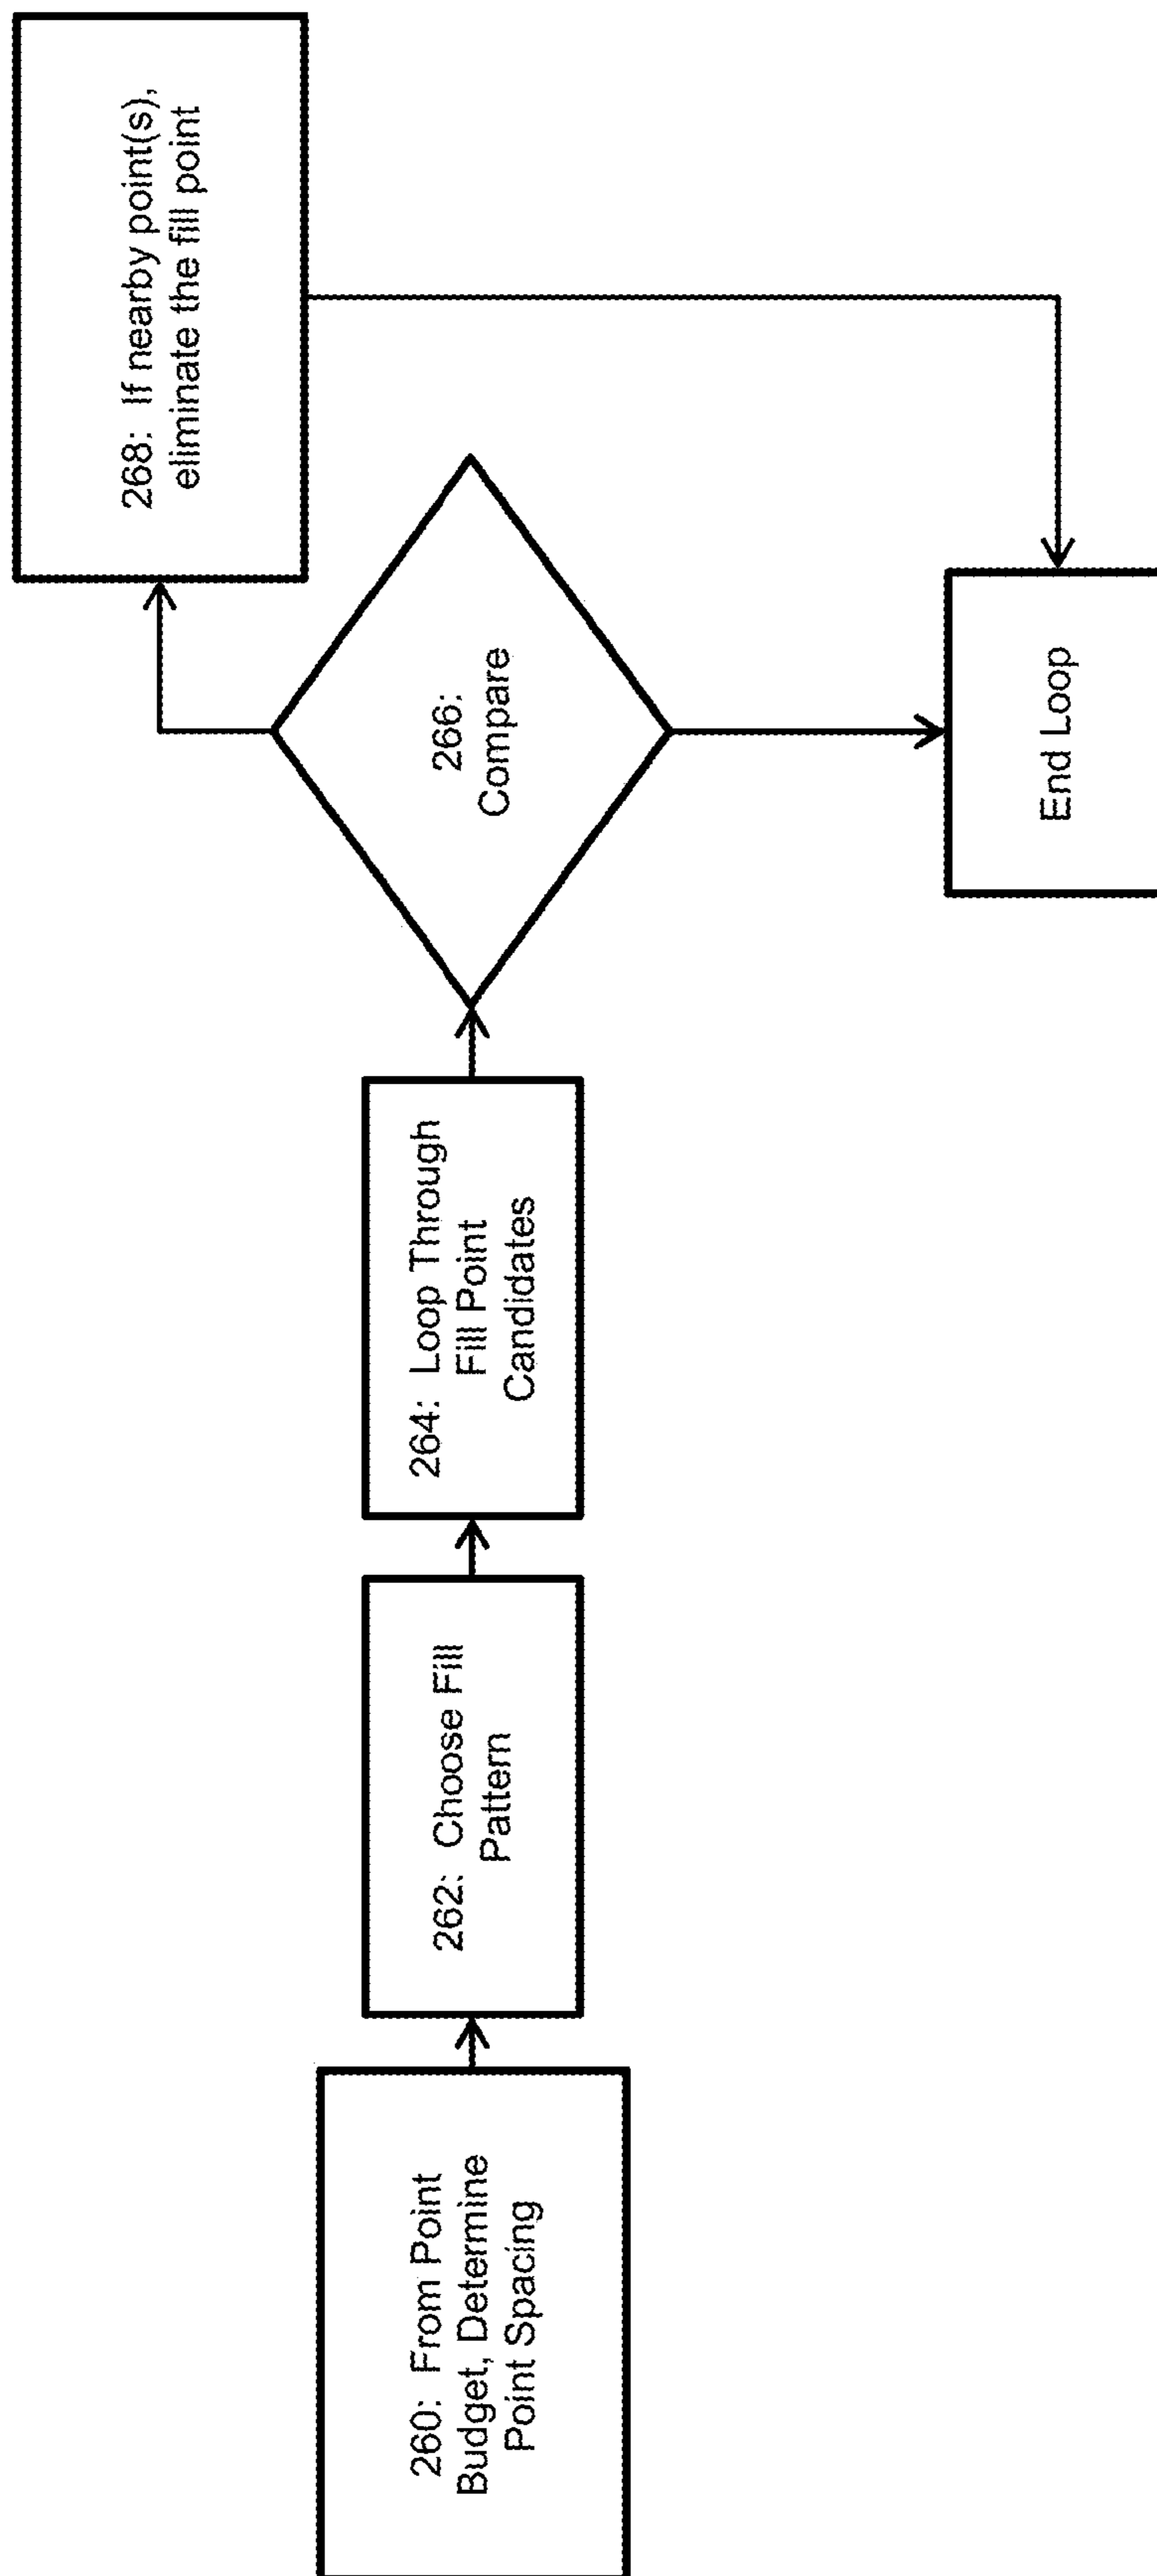 260: From Point
Budget, Determine
Point Spacing
262: Choose Fill
Pattern
264: Loop Through
Fill Point
Candidates
266:
Compare
268: If nearby point(s),
eliminate the fill point
End Loop